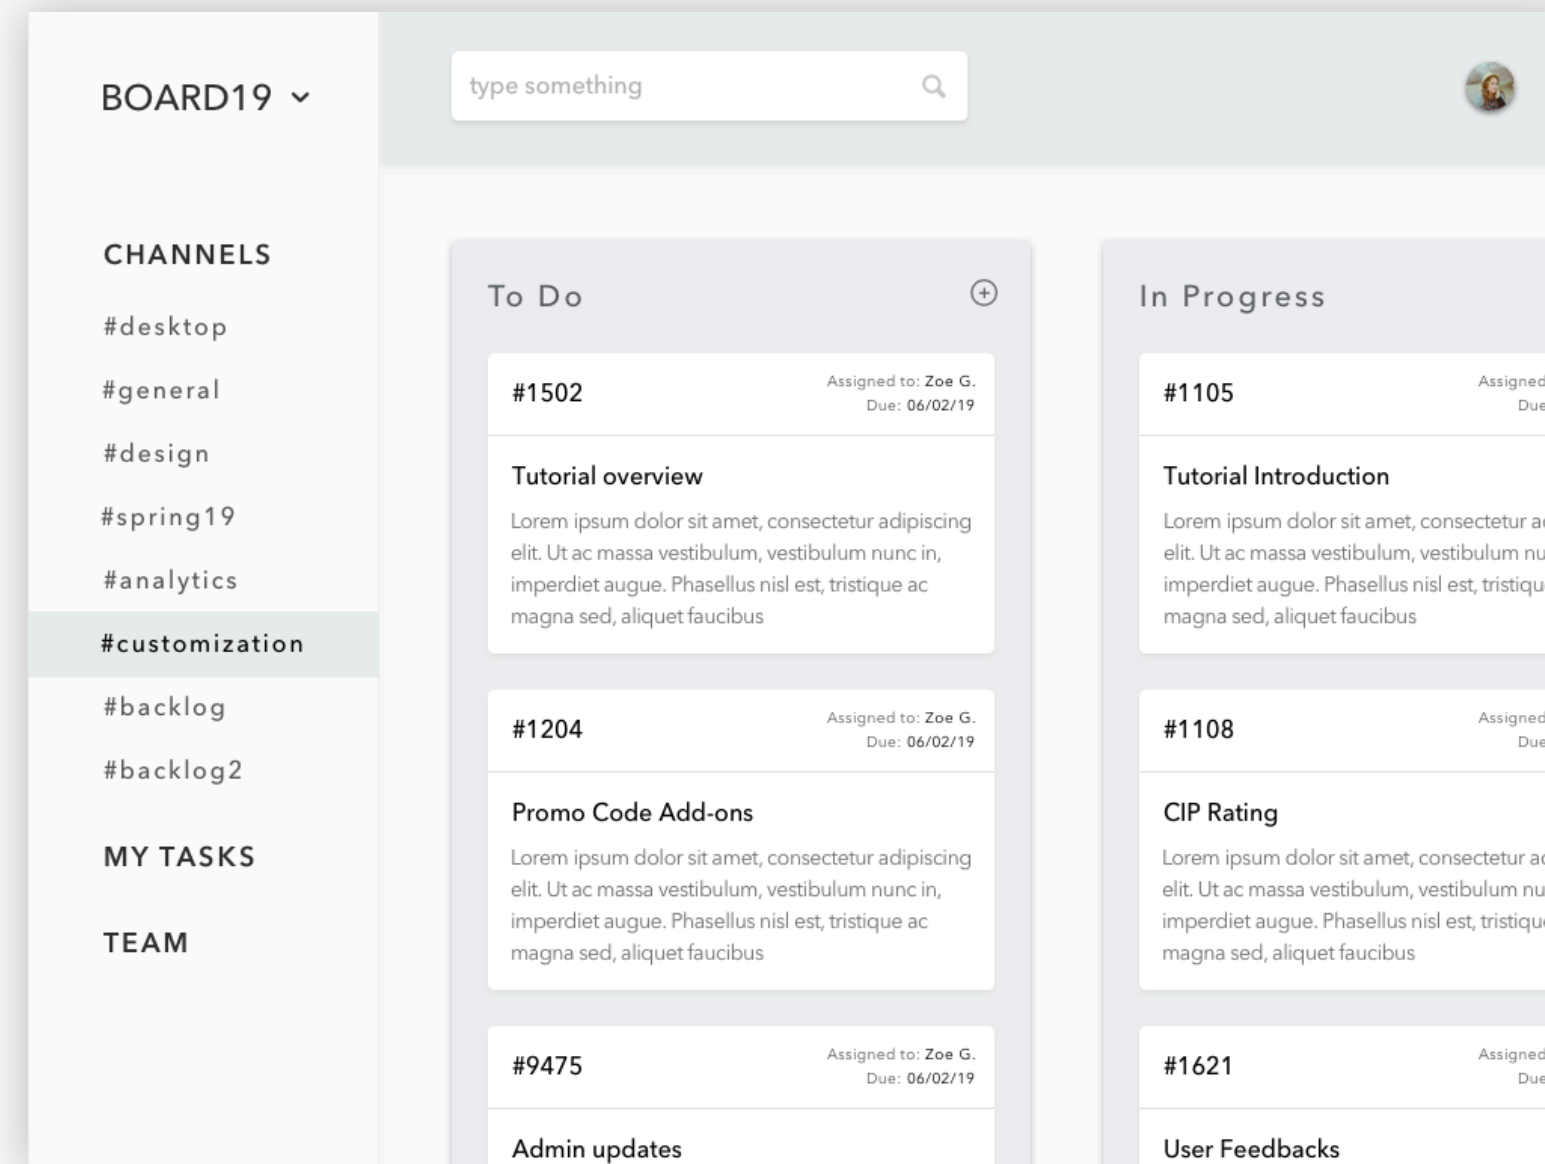 BOARD19
type something
CHANNELS
#desktop
#general
#design
#spring19
#analytics
#customization
#backlog
#backlog2
MY TASKS
TEAM
To Do
#1502
Assigned to: Zoe G.
Due: 06/02/19
Tutorial overview
Lorem ipsum dolor sit amet, consectetur adipiscing
elit. Ut ac massa vestibulum, vestibulum nunc in,
imperdiet augue. Phasellus nisl est, tristique ac
magna sed, aliquet faucibus
#1204
Assigned to: Zoe G.
Due: 06/02/19
Promo Code Add-ons
Lorem ipsum dolor sit amet, consectetur adipiscing
elit. Ut ac massa vestibulum, vestibulum nunc in,
imperdiet augue. Phasellus nisl est, tristique ac
magna sed, aliquet faucibus
#9475
Assigned to: Zoe G.
Due: 06/02/19
Admin updates
In Progress
#1105
Assigned
Due
Tutorial Introduction
Lorem ipsum dolor sit amet, consectetur
elit. Ut ac massa vestibulum, vestibulum
imperdiet augue. Phasellus nisl est,
magna sed, aliquet faucibus
#1108
Assigned
Due
CIP Rating
Lorem ipsum dolor sit amet, consectetur
elit. Ut ac massa vestibulum, vestibulum
imperdiet augue. Phasellus nisl est,
magna sed, aliquet faucibus
#1621
Assigned
Due
User Feedbacks